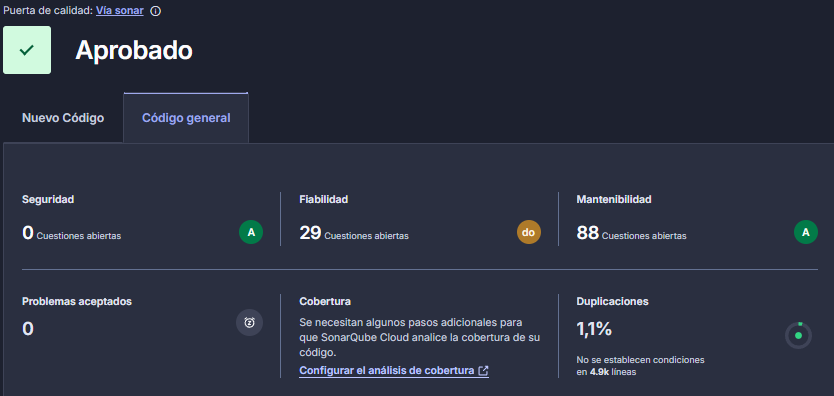 Puerta de calidad: Vía sonar
Aprobado
Nuevo Código
Código general
Seguridad
0 Cuestiones abiertas
A
Fiabilidad
29 Cuestiones abiertas
do
Mantenibilidad
88 Cuestiones abiertas
A
Problemas aceptados
0
Cobertura
Se necesitan algunos pasos adicionales para
que SonarQube Cloud analice la cobertura de su
código.
Configurar el análisis de cobertura
Duplicaciones
1,1%
No se establecen condiciones
en 4.9k líneas